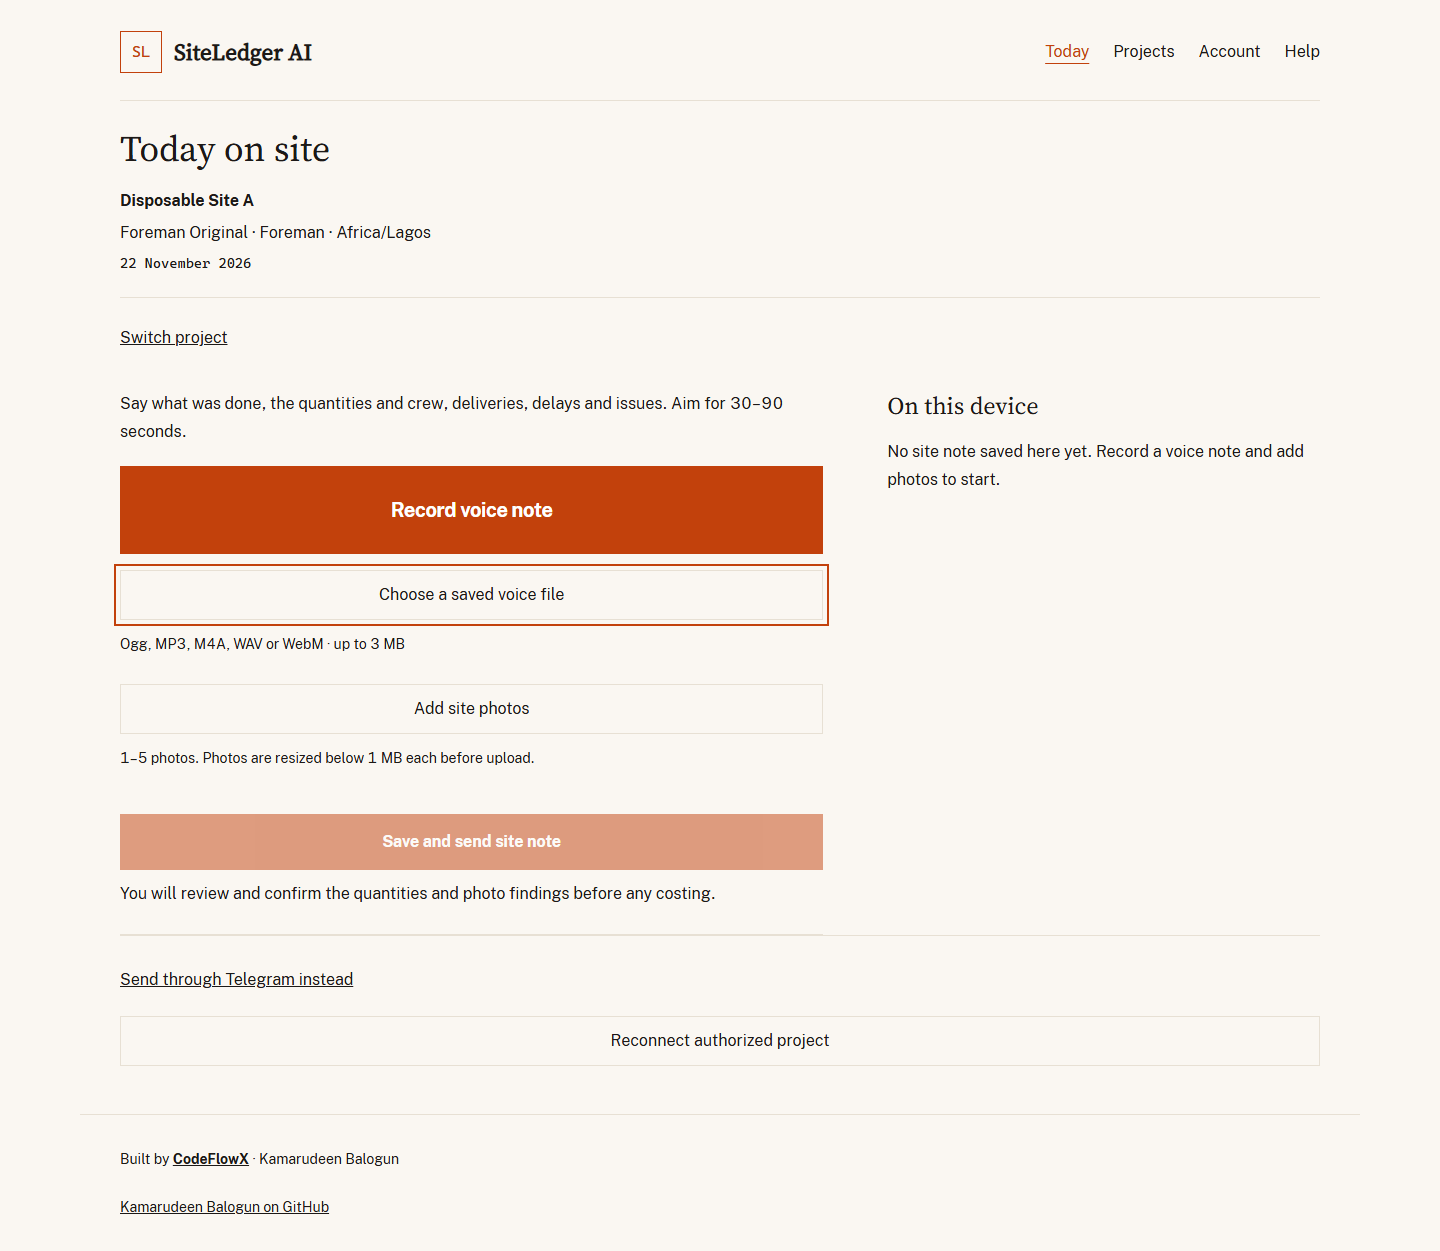 SL
SiteLedger AI
Today
Projects
Account
Help
Today on site
Disposable Site A
Foreman Original · Foreman · Africa/Lagos
22 November 2026
Switch project
Say what was done, the quantities and crew, deliveries, delays and issues. Aim for 30–90
seconds.
Record voice note
Choose a saved voice file
Ogg, MP3, M4A, WAV or WebM · up to 3 MB
Add site photos
1–5 photos. Photos are resized below 1 MB each before upload.
Save and send site note
You will review and confirm the quantities and photo findings before any costing.
On this device
No site note saved here yet. Record a voice note and add
photos to start.
Send through Telegram instead
Reconnect authorized project
Built by CodeFlowX · Kamarudeen Balogun
Kamarudeen Balogun on GitHub